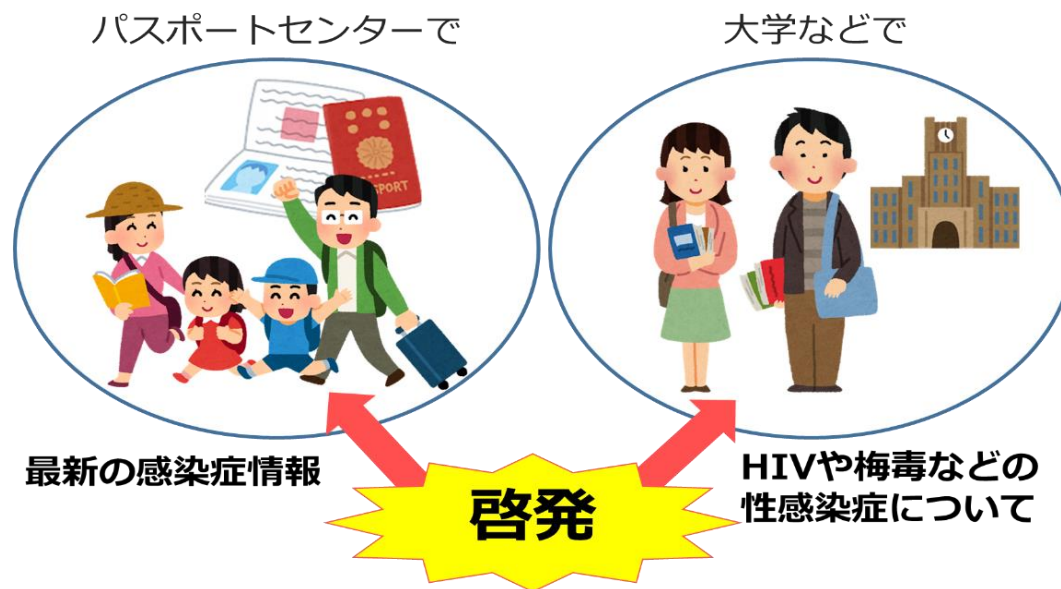 パスポートセンターで
大学などで
PORT
最新の感染症情報
HIVや梅毒などの
性感染症について
啓発